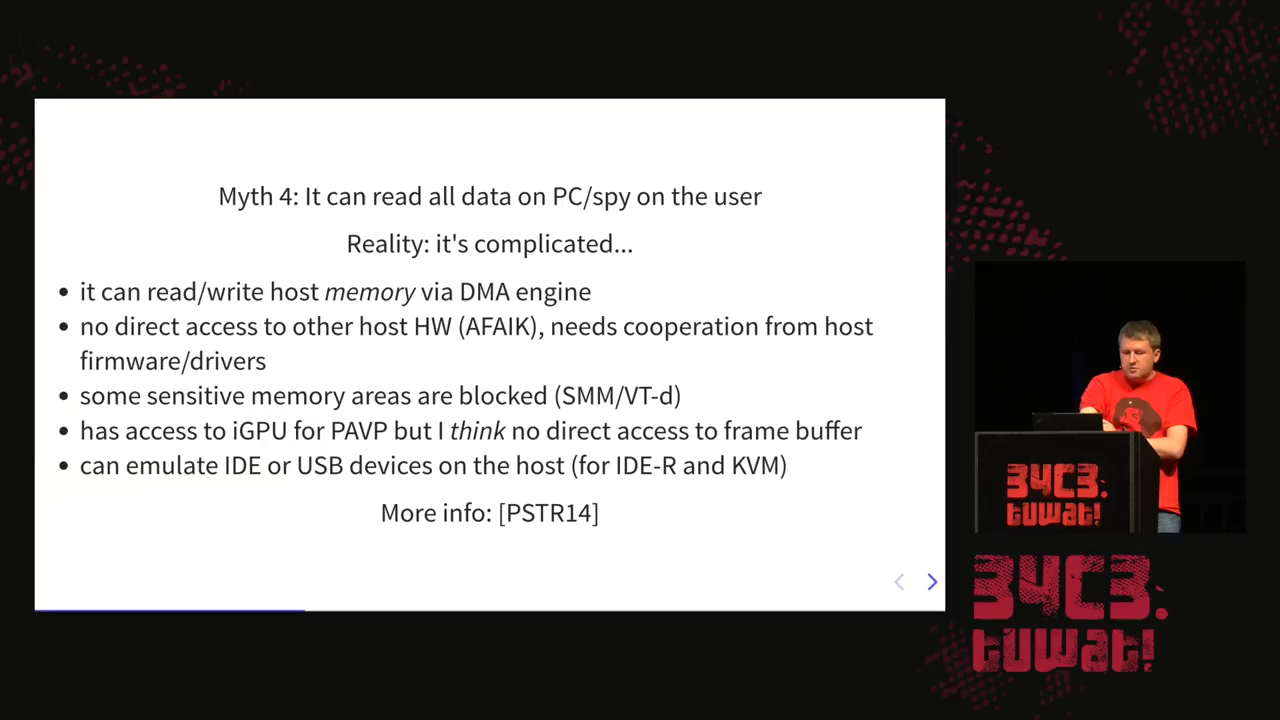 Myth 4: It can read all data on PC/spy on the user
Reality: it's complicated...
• it can read/write host memory via DMA engine
• no direct access to other host HW (AFAIK), needs cooperation from host
firmware/drivers
• some sensitive memory areas are blocked (SMM/VT-d)
• has access to iGPU for PAVP but I think no direct access to frame buffer
• can emulate IDE or USB devices on the host (for IDE-R and KVM)
More info: [PSTR14]
34C3.
tuwat!
34C3.
tuwat!